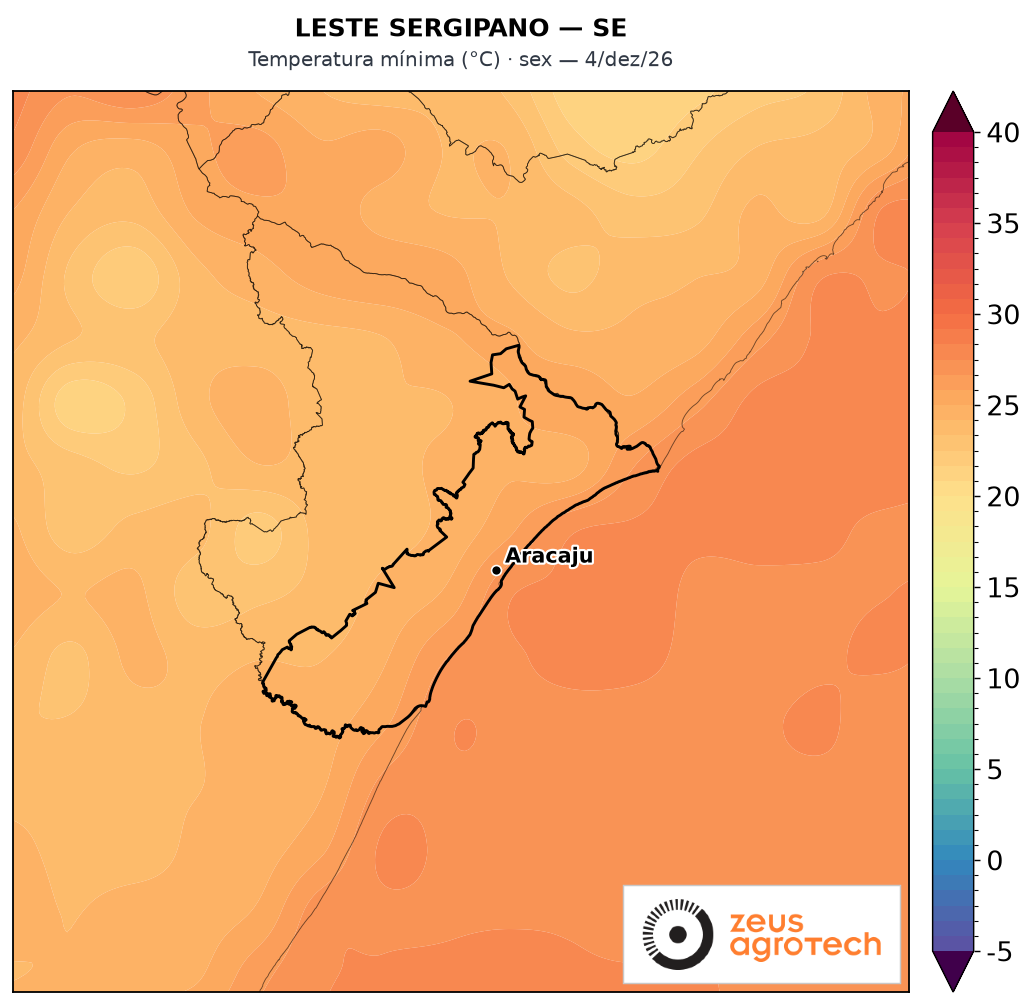 LESTE SERGIPANO — SE
Temperatura mínima (°C) · sex — 4/dez/26
40
35
30
25
20
15
10
5
0
-5
Aracaju
zeus
agrotech